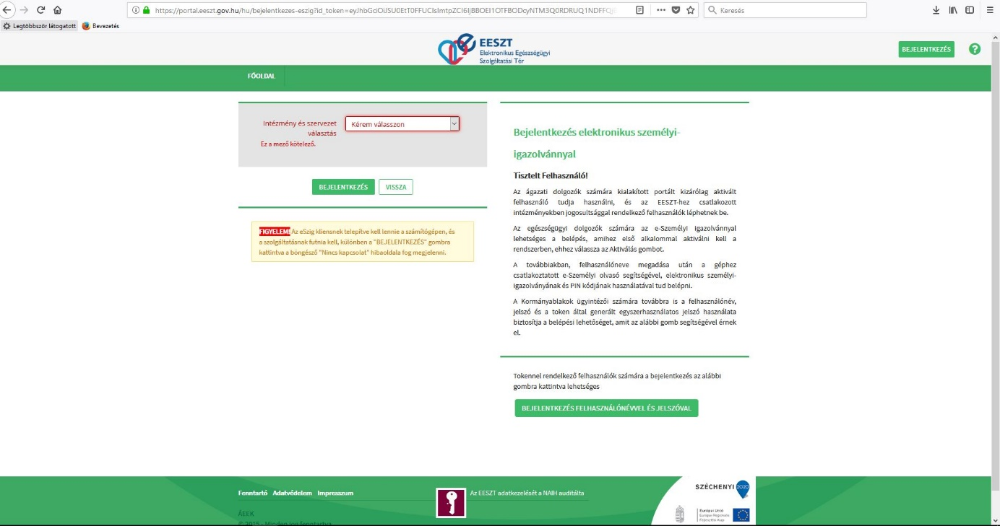 https://portal.eeszt.gov.hu/hu/bejelentkezes-eszig?id_token=
Keresés
Legtöbbször látogatott
Bevezetés
EESZT
Elektronikus Egészségügyi
Szolgáltatási Tér
BEJELENTKEZÉS
?
FŐOLDAL
Intézmény és szervezet
választás
Kérem válasszon
Ez a mező kötelező.
BEJELENTKEZÉS
VISSZA
FIGYELEM! Az eSzig kliensnek telepítve kell lennie a számítógépen, és
a szolgáltatásnak futnia kell, különben a "BEJELENTKEZÉS" gombra
kattintva a böngésző "Nincs kapcsolat" hibaoldala fog megjelenni.
Bejelentkezés elektronikus személyi-
igazolvánnyal
Tisztelt Felhasználó!
Az ágazati dolgozók számára kialakított portált kizárólag aktivált
felhasználó tudja használni, és az EESZT-hez csatlakozott
intézményekben jogosultsággal rendelkező felhasználók léphetnek be.
Az egészségügyi dolgozók számára az e-Személyi igazolvánnyal
lehetséges a belépés, amihez első alkalommal aktiválni kell a
rendszerben, ehhez válassza az Aktiválás gombot.
A továbbiakban, felhasználóneve megadása után a géphez
csatlakoztatott e-Személyi olvasó segítségével, elektronikus személyi-
igazolványának és PIN kódjának használatával tud belépni.
A Kormányablakok ügyintézői számára továbbra is a felhasználónév,
jelszó és a token által generált egyszerhasználatos jelszó használata
biztosítja a belépési lehetőséget, amit az alábbi gomb segítségével érnek
el.
Tokennel rendelkező felhasználók számára a bejelentkezés az alábbi
gombra kattintva lehetséges
BEJELENTKEZÉS FELHASZNÁLÓNÉVVEL ÉS JELSZÓVAL
Fenntartó Adatvédelem Impresszum
Az EESZT adatkezelését a NAIH auditálta
ÁEEK
© 2015 - Minden jog fenntartva
SZÉCHENYI 2020
Európai Unió
Európai Regionális
Fejlesztési Alap